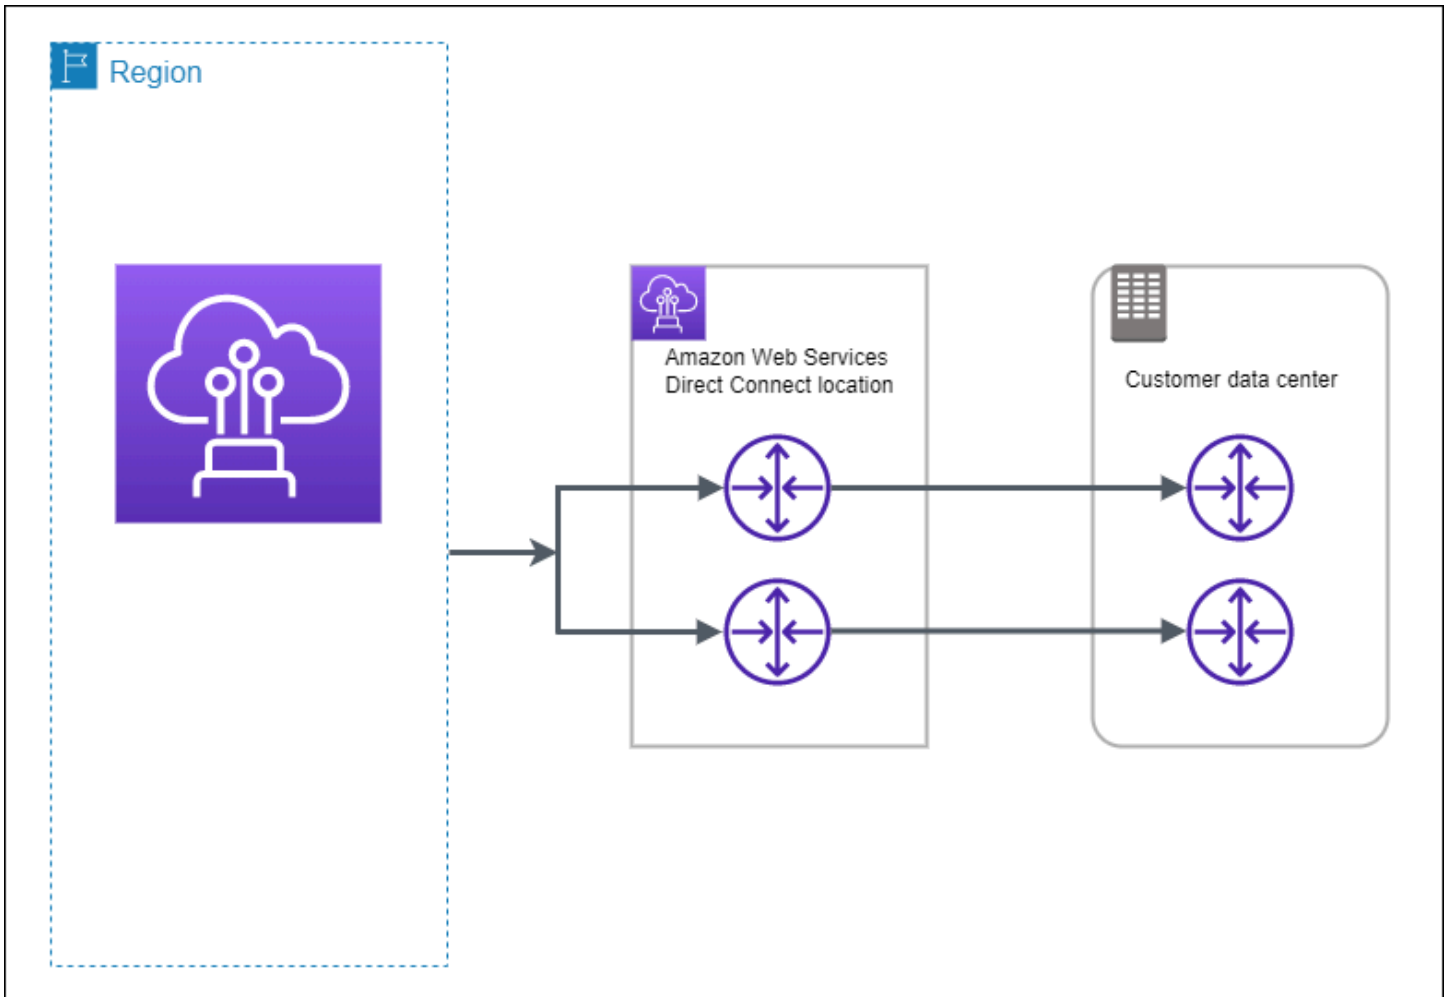 Region
Amazon Web Services
Direct Connect location
Customer data center